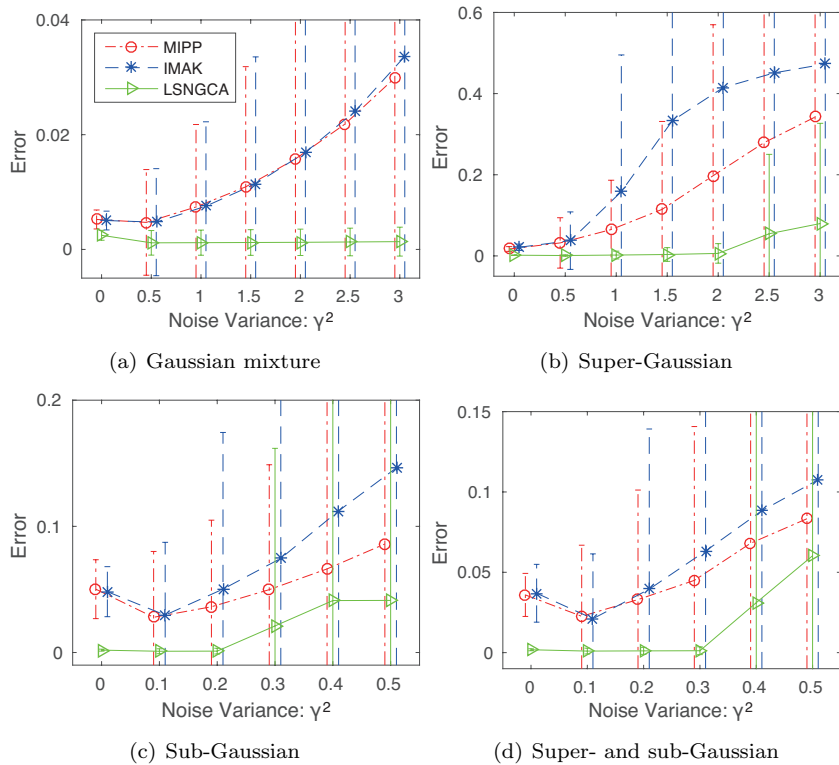 0.04
0.02
0
Error
MIPP
IMAK
LSNGCA
0 0.5 1 1.5 2 2.5 3
Noise Variance: γ²
(a) Gaussian mixture
0.6
0.4
0.2
0
Error
0 0.5 1 1.5 2 2.5 3
Noise Variance: γ²
(b) Super-Gaussian
0.2
0.1
0
Error
0 0.1 0.2 0.3 0.4 0.5
Noise Variance: γ²
(c) Sub-Gaussian
0.15
0.1
0.05
0
Error
0 0.1 0.2 0.3 0.4 0.5
Noise Variance: γ²
(d) Super- and sub-Gaussian